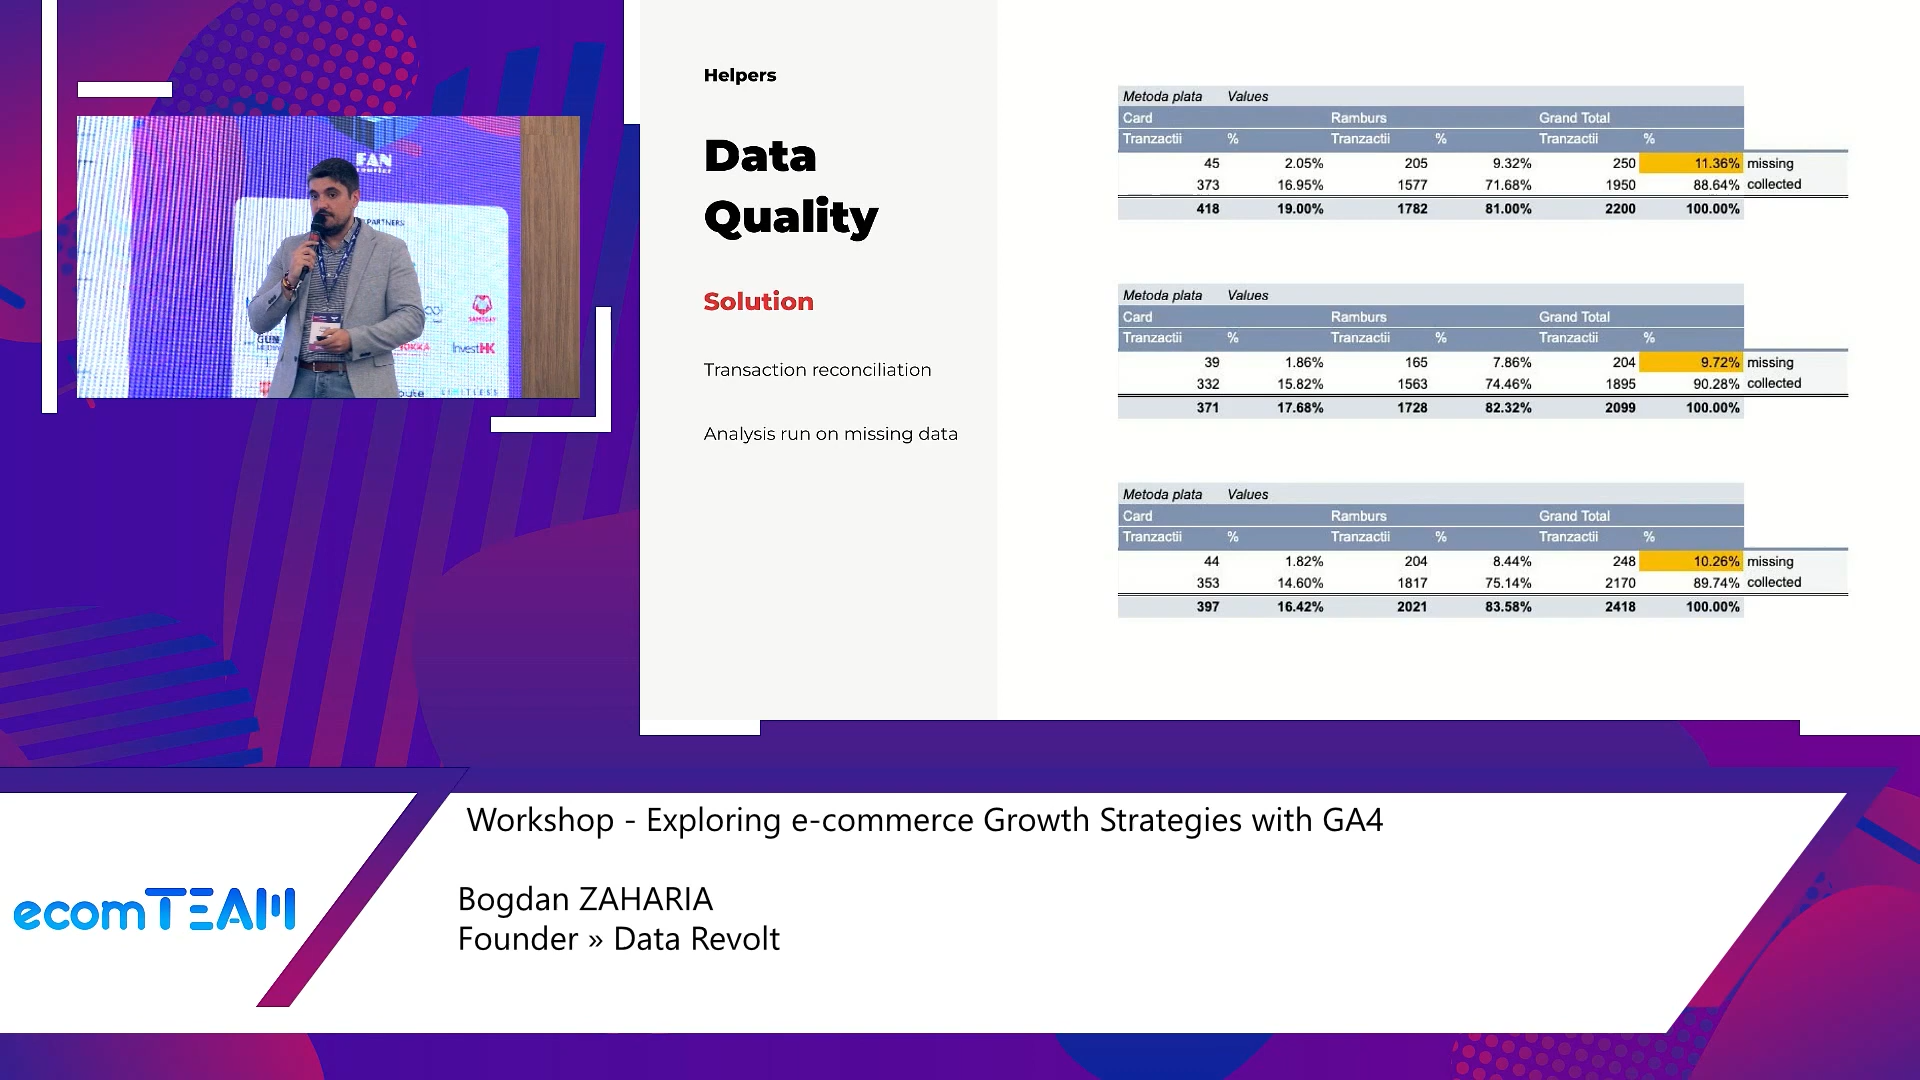 FAN
courier
PARTNERS
SAMEDAY
InvestHK
LIMITLESS
Helpers
Data
Quality
Solution
Transaction reconciliation
Analysis run on missing data
Metoda plata Values
Card Ramburs Grand Total
Tranzactii % Tranzactii % Tranzactii %
45 2.05% 205 9.32% 250 11.36% missing
373 16.95% 1577 71.68% 1950 88.64% collected
418 19.00% 1782 81.00% 2200 100.00%
Metoda plata Values
Card Ramburs Grand Total
Tranzactii % Tranzactii % Tranzactii %
39 1.86% 165 7.86% 204 9.72% missing
332 15.82% 1563 74.46% 1895 90.28% collected
371 17.68% 1728 82.32% 2099 100.00%
Metoda plata Values
Card Ramburs Grand Total
Tranzactii % Tranzactii % Tranzactii %
44 1.82% 204 8.44% 248 10.26% missing
353 14.60% 1817 75.14% 2170 89.74% collected
397 16.42% 2021 83.58% 2418 100.00%
Workshop - Exploring e-commerce Growth Strategies with GA4
ecomTEAM
Bogdan ZAHARIA
Founder » Data Revolt